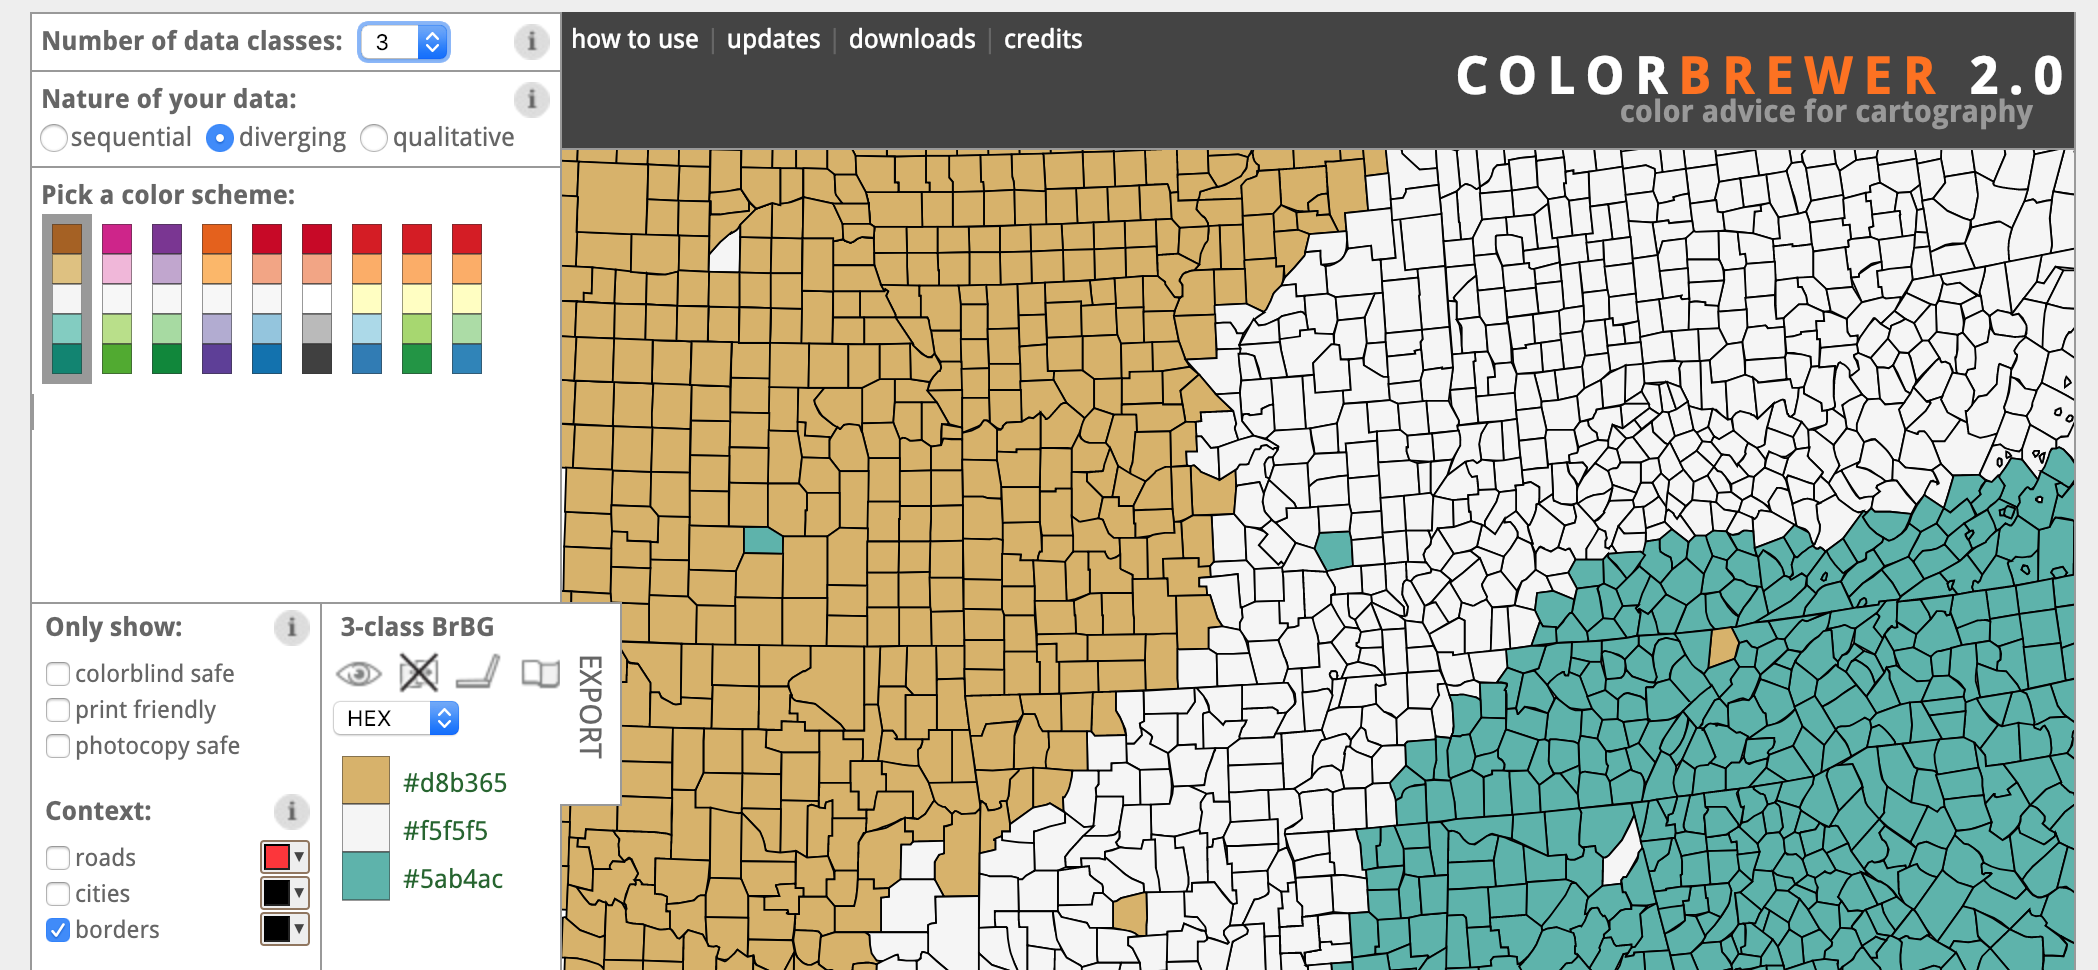 Number of data classes: 3 i
how to use | updates | downloads | credits
COLORBREWER 2.0
color advice for cartography
Nature of your data: i
sequential diverging qualitative
Pick a color scheme:
Only show: i
colorblind safe
print friendly
photocopy safe
Context: i
roads
cities
borders
3-class BrBG
HEX
#d8b365
#f5f5f5
#5ab4ac
EXPORT